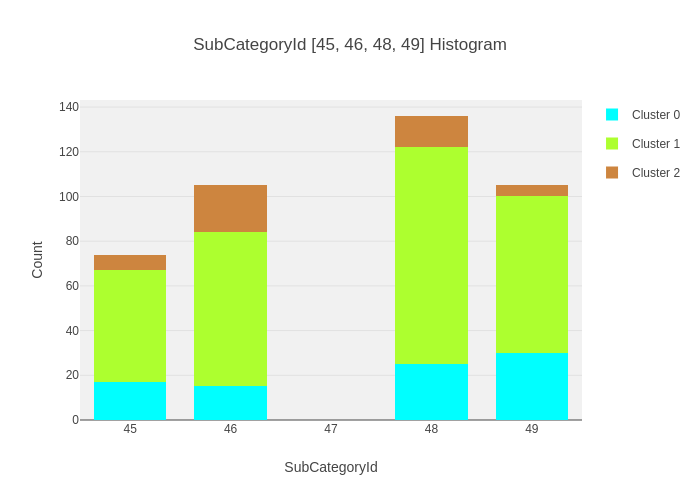 SubCategoryId [45, 46, 48, 49] Histogram
140
120
100
80
60
40
20
0
Count
45 46 47 48 49
SubCategoryId
Cluster 0
Cluster 1
Cluster 2